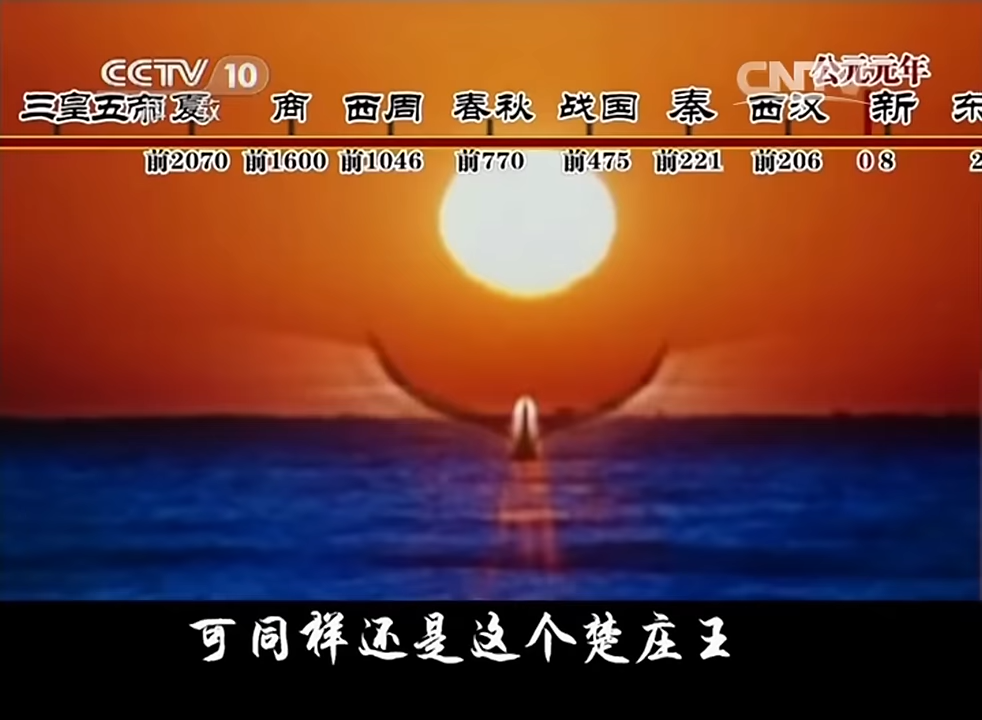 CCTV 10
CNTV
公元元年
三皇五帝 夏 商 西周 春秋 战国 秦 西汉 新 东
前2070 前1600 前1046 前770 前475 前221 前206 0 8 2
可同样还是这个楚庄王